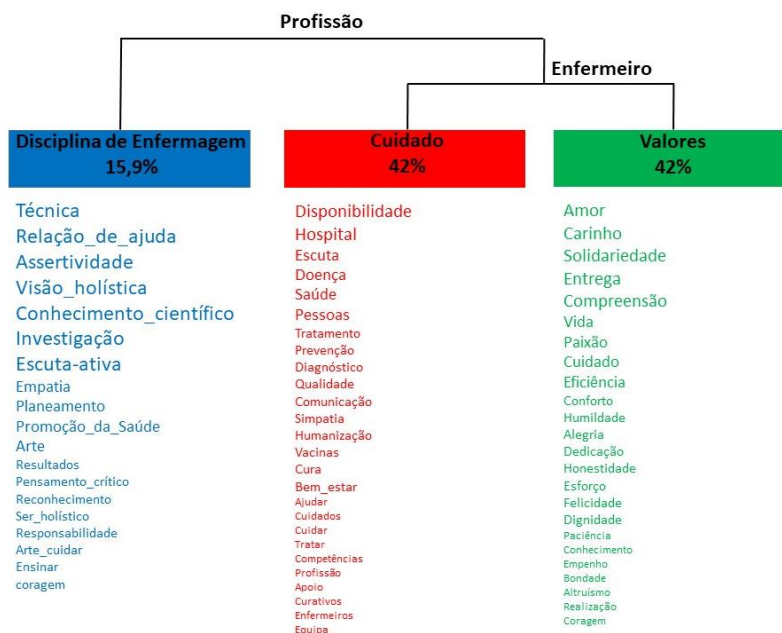 Profissão
Enfermeiro
Disciplina de Enfermagem
15,9%
Técnica
Relação_de_ajuda
Assertividade
Visão_holística
Conhecimento_científico
Investigação
Escuta-ativa
Empatia
Planeamento
Promoção_da_Saúde
Arte
Resultados
Pensamento_crítico
Reconhecimento
Ser_holístico
Responsabilidade
Arte_cuidar
Ensinar
coragem
Cuidado
42%
Disponibilidade
Hospital
Escuta
Doença
Saúde
Pessoas
Tratamento
Prevenção
Diagnóstico
Qualidade
Comunicação
Simpatia
Humanização
Vacinas
Cura
Bem_estar
Ajudar
Cuidados
Cuidar
Tratar
Competências
Profissão
Apoio
Curativos
Enfermeiros
Equipa
Valores
42%
Amor
Carinho
Solidariedade
Entrega
Compreensão
Vida
Paixão
Cuidado
Eficiência
Conforto
Humildade
Alegria
Dedicação
Honestidade
Esforço
Felicidade
Dignidade
Paciência
Conhecimento
Empenho
Bondade
Altruísmo
Realização
Coragem